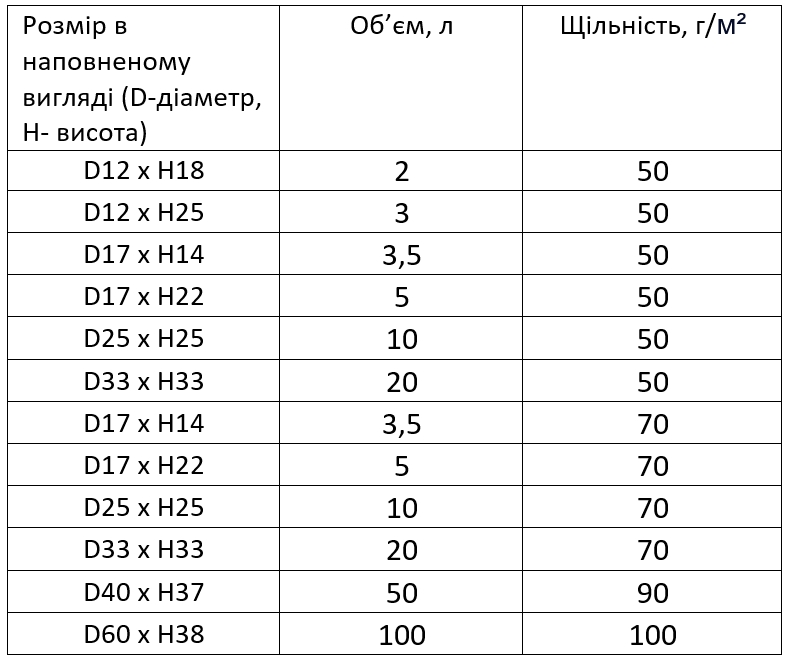 Розмір в Об’єм, л Щільність, г/м²
наповненому
вигляді (D-діаметр,
Н- висота)
D12 x H18 2 50
D12 x H25 3 50
D17 x H14 3,5 50
D17 x H22 5 50
D25 x H25 10 50
D33 x H33 20 50
D17 x H14 3,5 70
D17 x H22 5 70
D25 x H25 10 70
D33 x H33 20 70
D40 x H37 50 90
D60 x H38 100 100